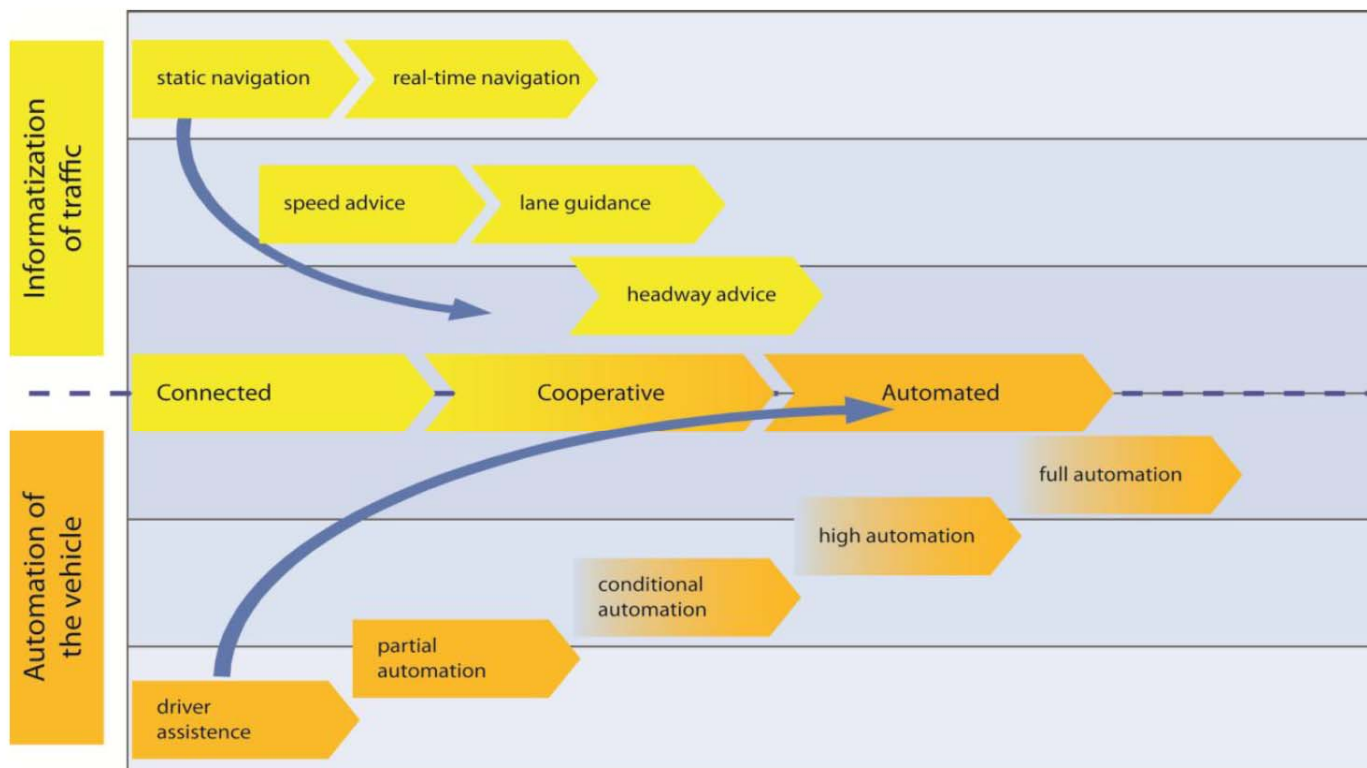 Informatization
of traffic
static navigation
real-time navigation
speed advice
lane guidance
headway advice
Connected
Cooperative
Automated
Automation of
the vehicle
full automation
high automation
conditional
automation
partial
automation
driver
assistence